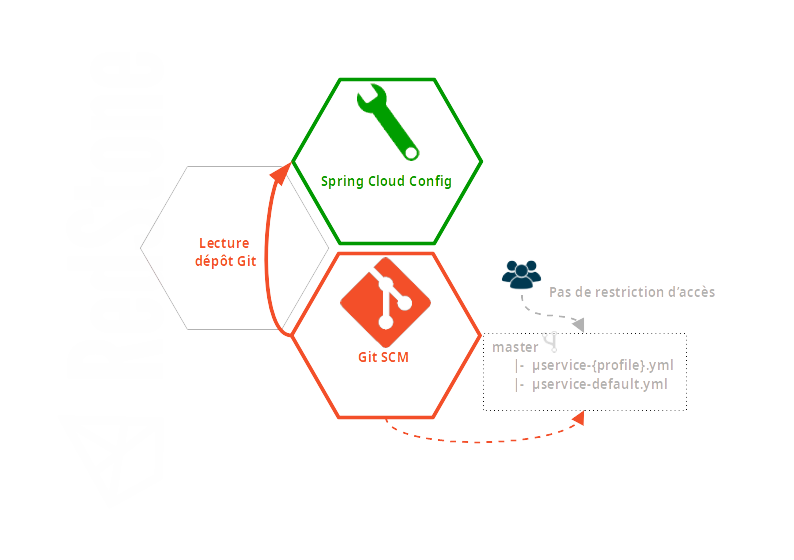 Spring Cloud Config
Lecture
dépôt Git
Git SCM
Pas de restriction d'accès
master
|- µservice-{profile}.yml
|- µservice-default.yml